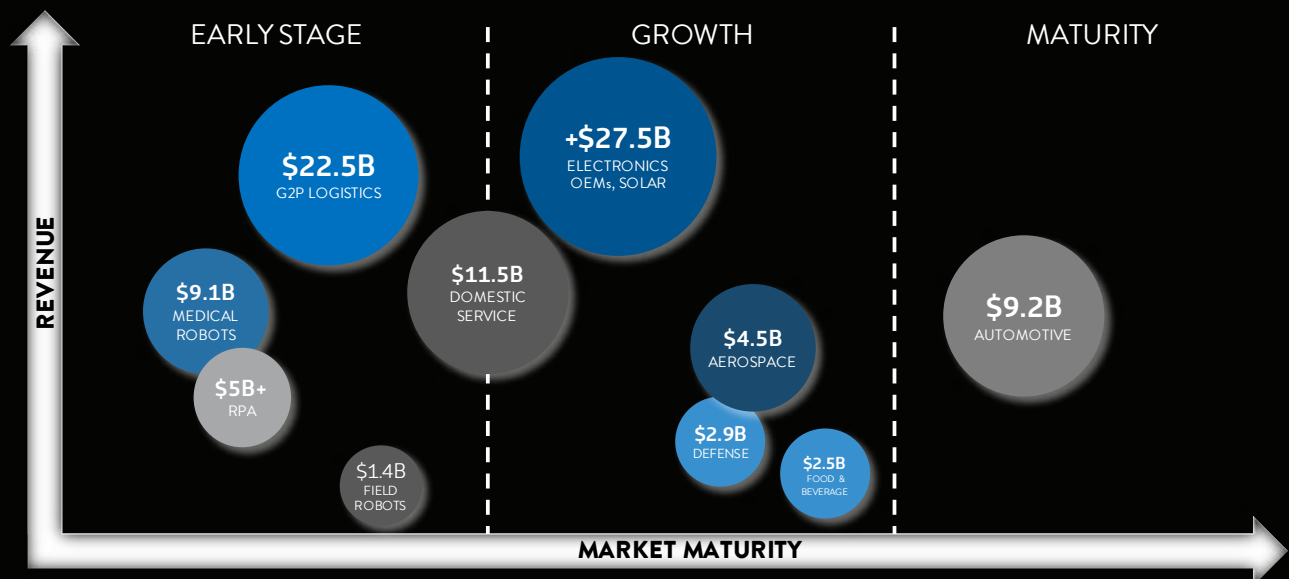 EARLY STAGE
GROWTH
MATURITY
REVENUE
$22.5B
G2P LOGISTICS
+$27.5B
ELECTRONICS
OEMs, SOLAR
$9.1B
MEDICAL
ROBOTS
$11.5B
DOMESTIC
SERVICE
$9.2B
AUTOMOTIVE
$4.5B
AEROSPACE
$5B+
RPA
$2.9B
DEFENSE
$1.4B
FIELD
ROBOTS
$2.5B
FOOD &
BEVERAGE
MARKET MATURITY